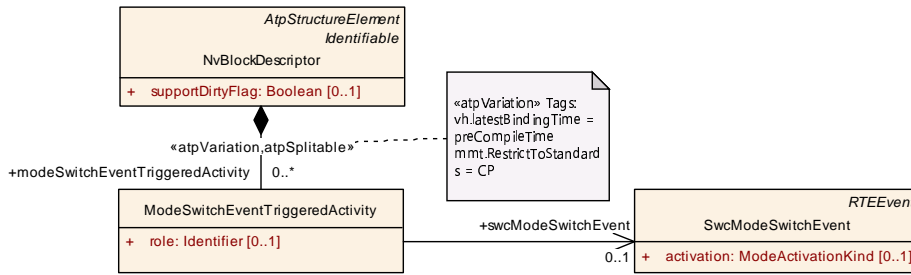 AtpStructureElement
Identifiable
NvBlockDescriptor
+ supportDirtyFlag: Boolean [0..1]
«atpVariation» Tags:
vh.latestBindingTime =
preCompileTime
mmt.RestrictToStandard
s = CP
«atpVariation,atpSplitable»
+modeSwitchEventTriggeredActivity 0..*
ModeSwitchEventTriggeredActivity
+ role: Identifier [0..1]
+swcModeSwitchEvent
0..1
RTEEven
SwcModeSwitchEvent
+ activation: ModeActivationKind [0..1]